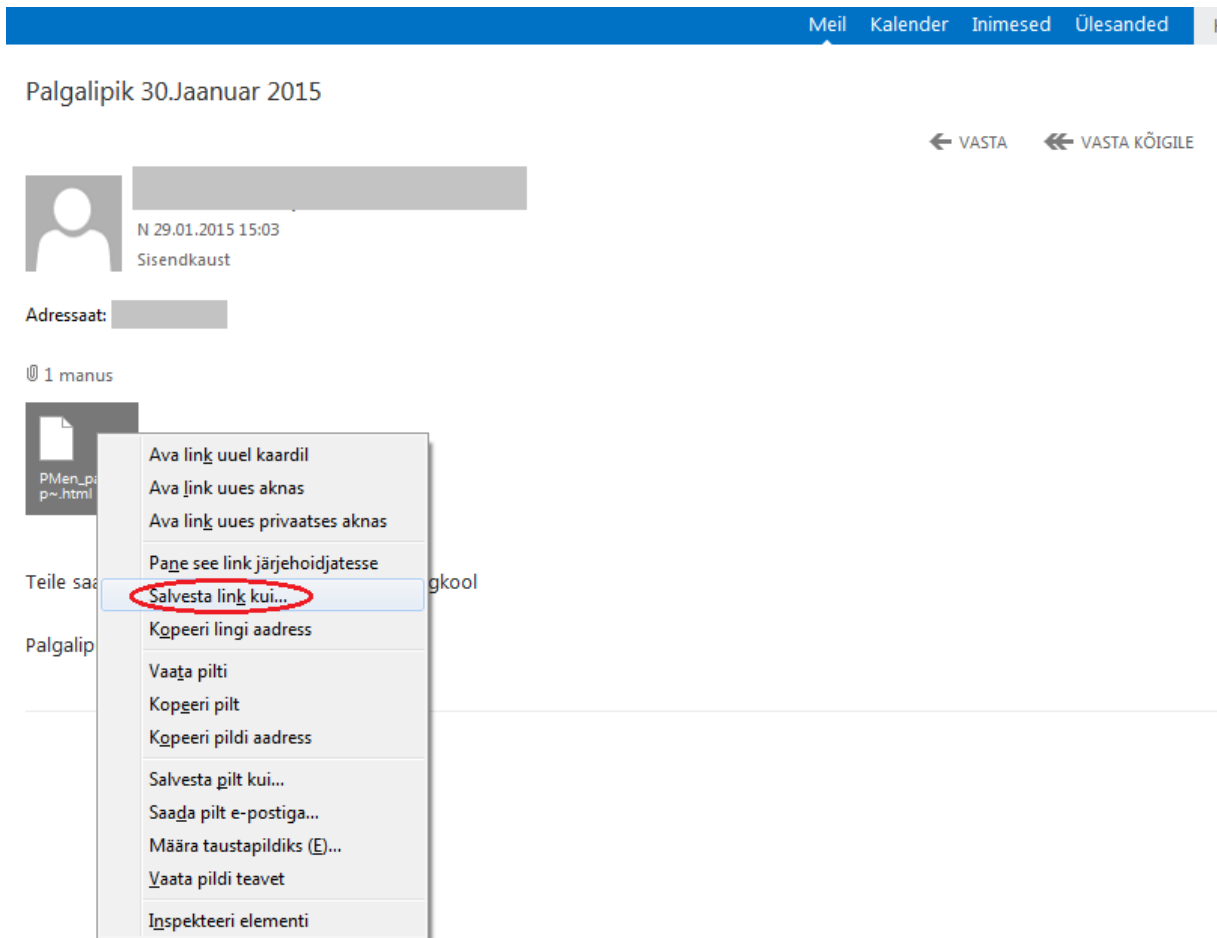 Meil Kalender Inimesed Ülesanded
Palgalipik 30.Jaanuar 2015
VASTA VASTA KÕIGILE
N 29.01.2015 15:03
Sisendkaust
Adressaat:
1 manus
PMen_pa
p~.html
Ava link uuel kaardil
Ava link uues aknas
Ava link uues privaatses aknas
Pane see link järjehoidjatesse
Teile saa gkool
Salvesta link kui...
Kopeeri lingi aadress
Palgalip
Vaata pilti
Kopeeri pilt
Kopeeri pildi aadress
Salvesta pilt kui...
Saada pilt e-postiga...
Määra taustapildiks (E)...
Vaata pildi teavet
Inspekteeri elementi